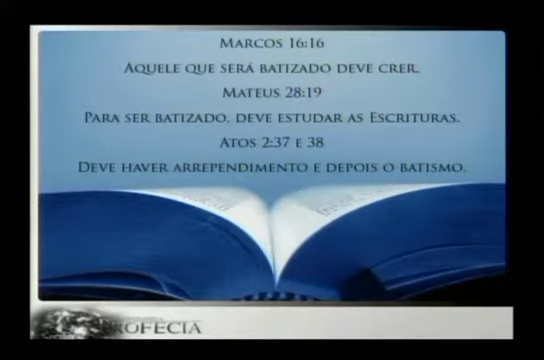 Marcos 16:16
Aquele que será batizado deve crer.
Mateus 28:19
Para ser batizado, deve estudar as Escrituras.
Atos 2:37 e 38
Deve haver arrependimento e depois o batismo.
PROFECIA